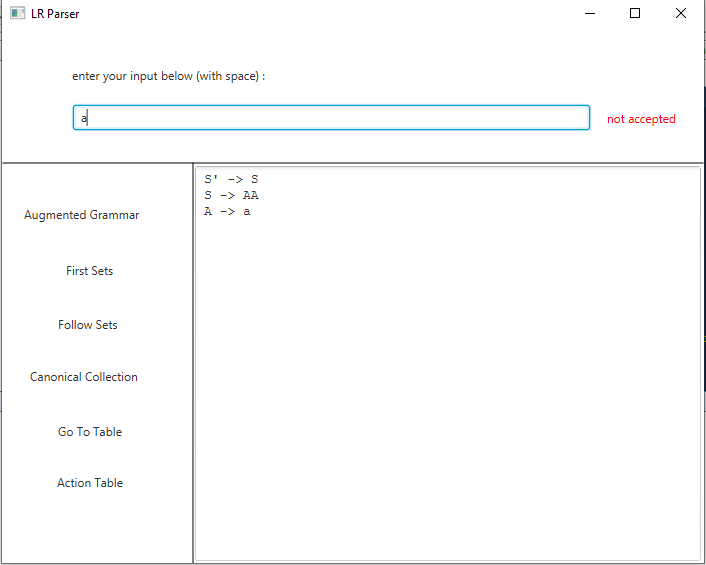 LR Parser
enter your input below (with space) :
a
not accepted
S' -> S
S -> AA
A -> a
Augmented Grammar
First Sets
Follow Sets
Canonical Collection
Go To Table
Action Table